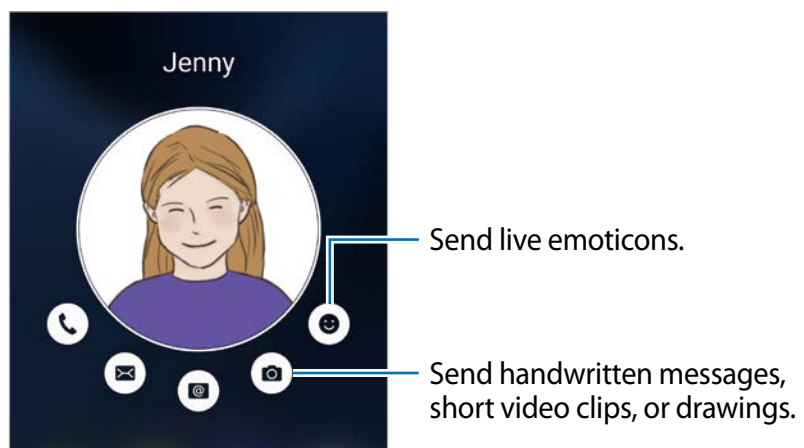 Jenny
Send live emoticons.
@
Send handwritten messages,
short video clips, or drawings.